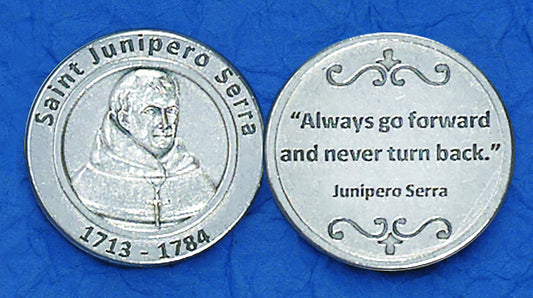 Saint Junipero Serra
1713 - 1784
“Always go forward
and never turn back.”
Junipero Serra